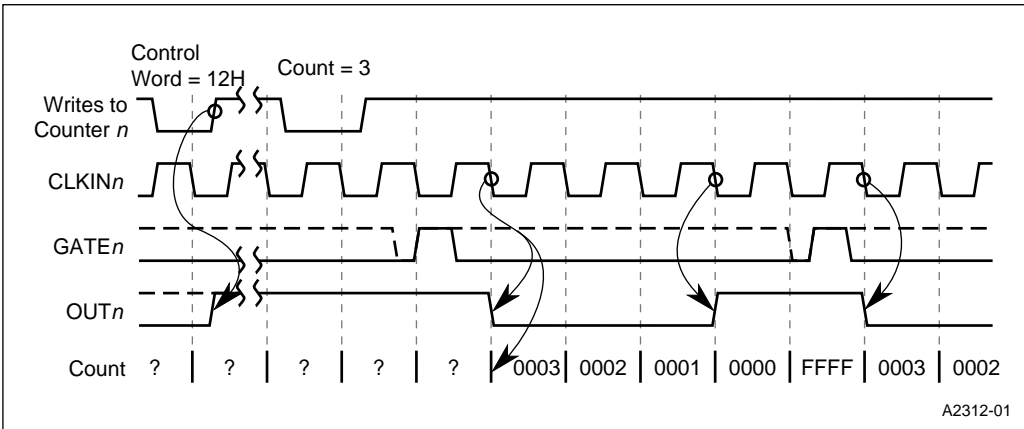 Control
Word = 12H
Count = 3
Writes to
Counter n
CLKINn
GATEn
OUTn
Count ? ? ? ? ? 0003 0002 0001 0000 FFFF 0003 0002
A2312-01